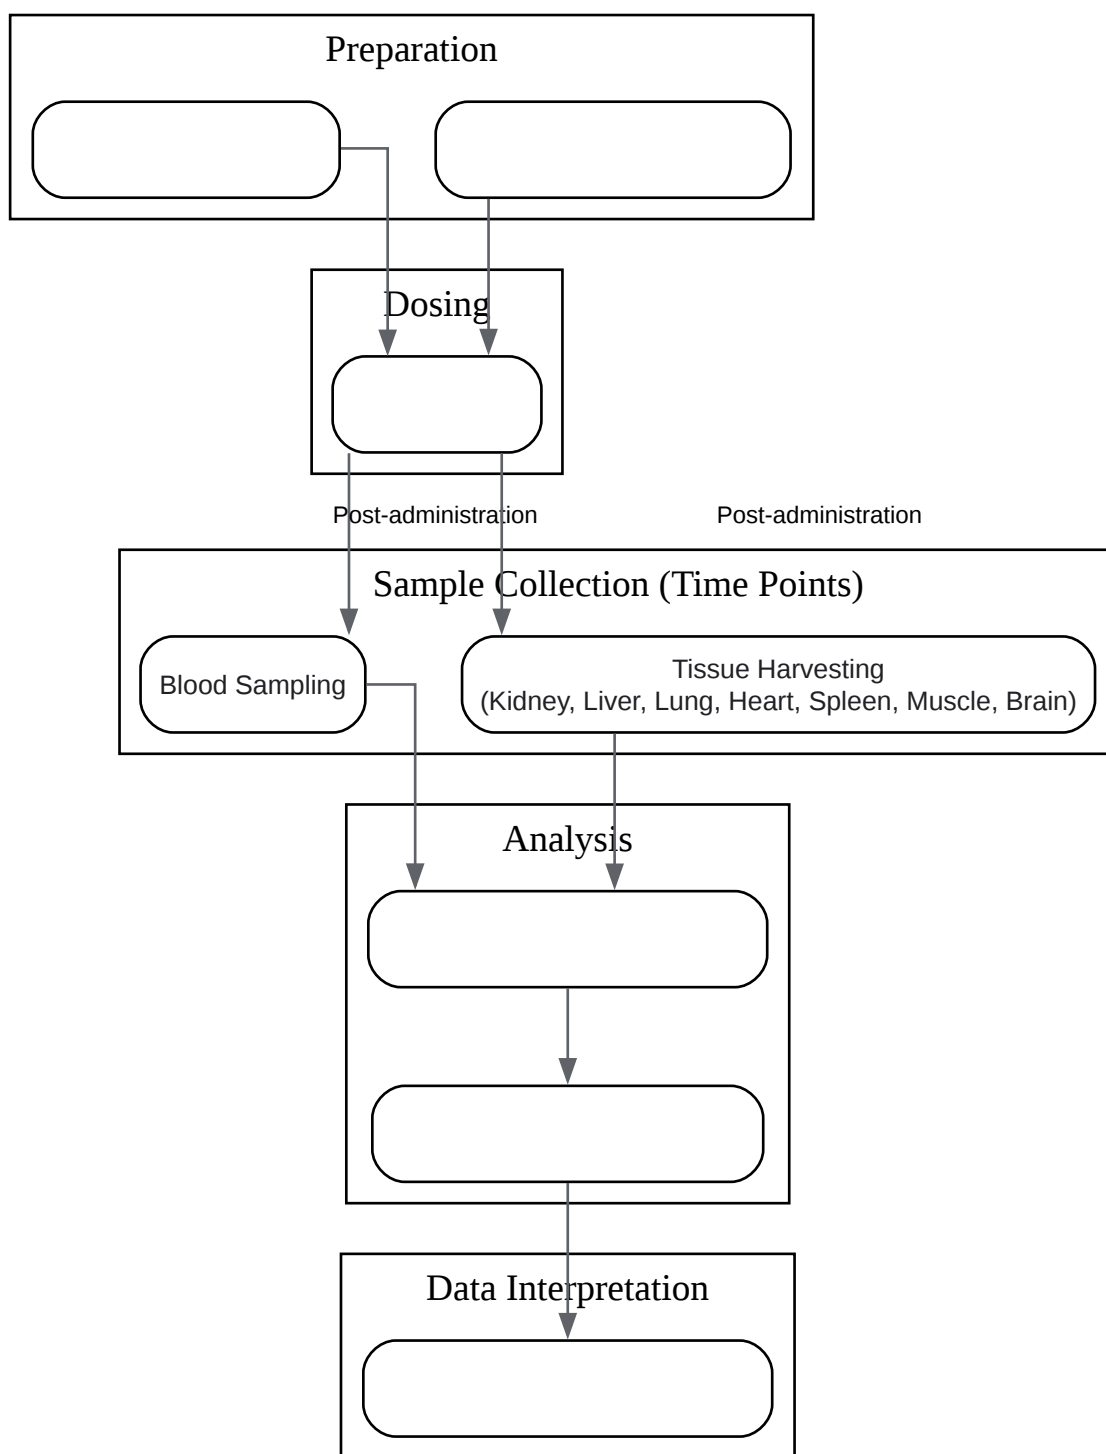 Preparation
Dosing
Post-administration
Post-administration
Sample Collection (Time Points)
Blood Sampling
Tissue Harvesting
(Kidney, Liver, Lung, Heart, Spleen, Muscle, Brain)
Analysis
Data Interpretation